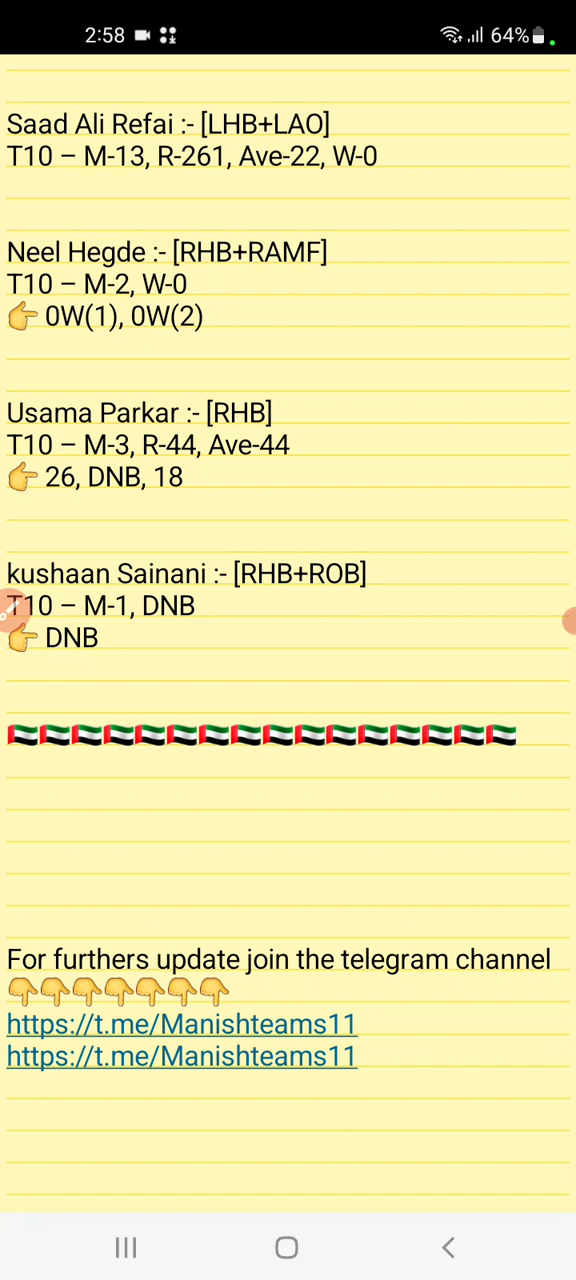 2:58
64%
Saad Ali Refai :- [LHB+LAO]
T10 – M-13, R-261, Ave-22, W-0
Neel Hegde :- [RHB+RAMF]
T10 – M-2, W-0
👉 0W(1), 0W(2)
Usama Parkar :- [RHB]
T10 – M-3, R-44, Ave-44
👉 26, DNB, 18
kushaan Sainani :- [RHB+ROB]
T10 – M-1, DNB
👉 DNB
🇦🇪🇦🇪🇦🇪🇦🇪🇦🇪🇦🇪🇦🇪🇦🇪🇦🇪🇦🇪🇦🇪🇦🇪🇦🇪🇦🇪🇦🇪🇦🇪
For furthers update join the telegram channel
👇👇👇👇👇👇👇
https://t.me/Manishteams11
https://t.me/Manishteams11